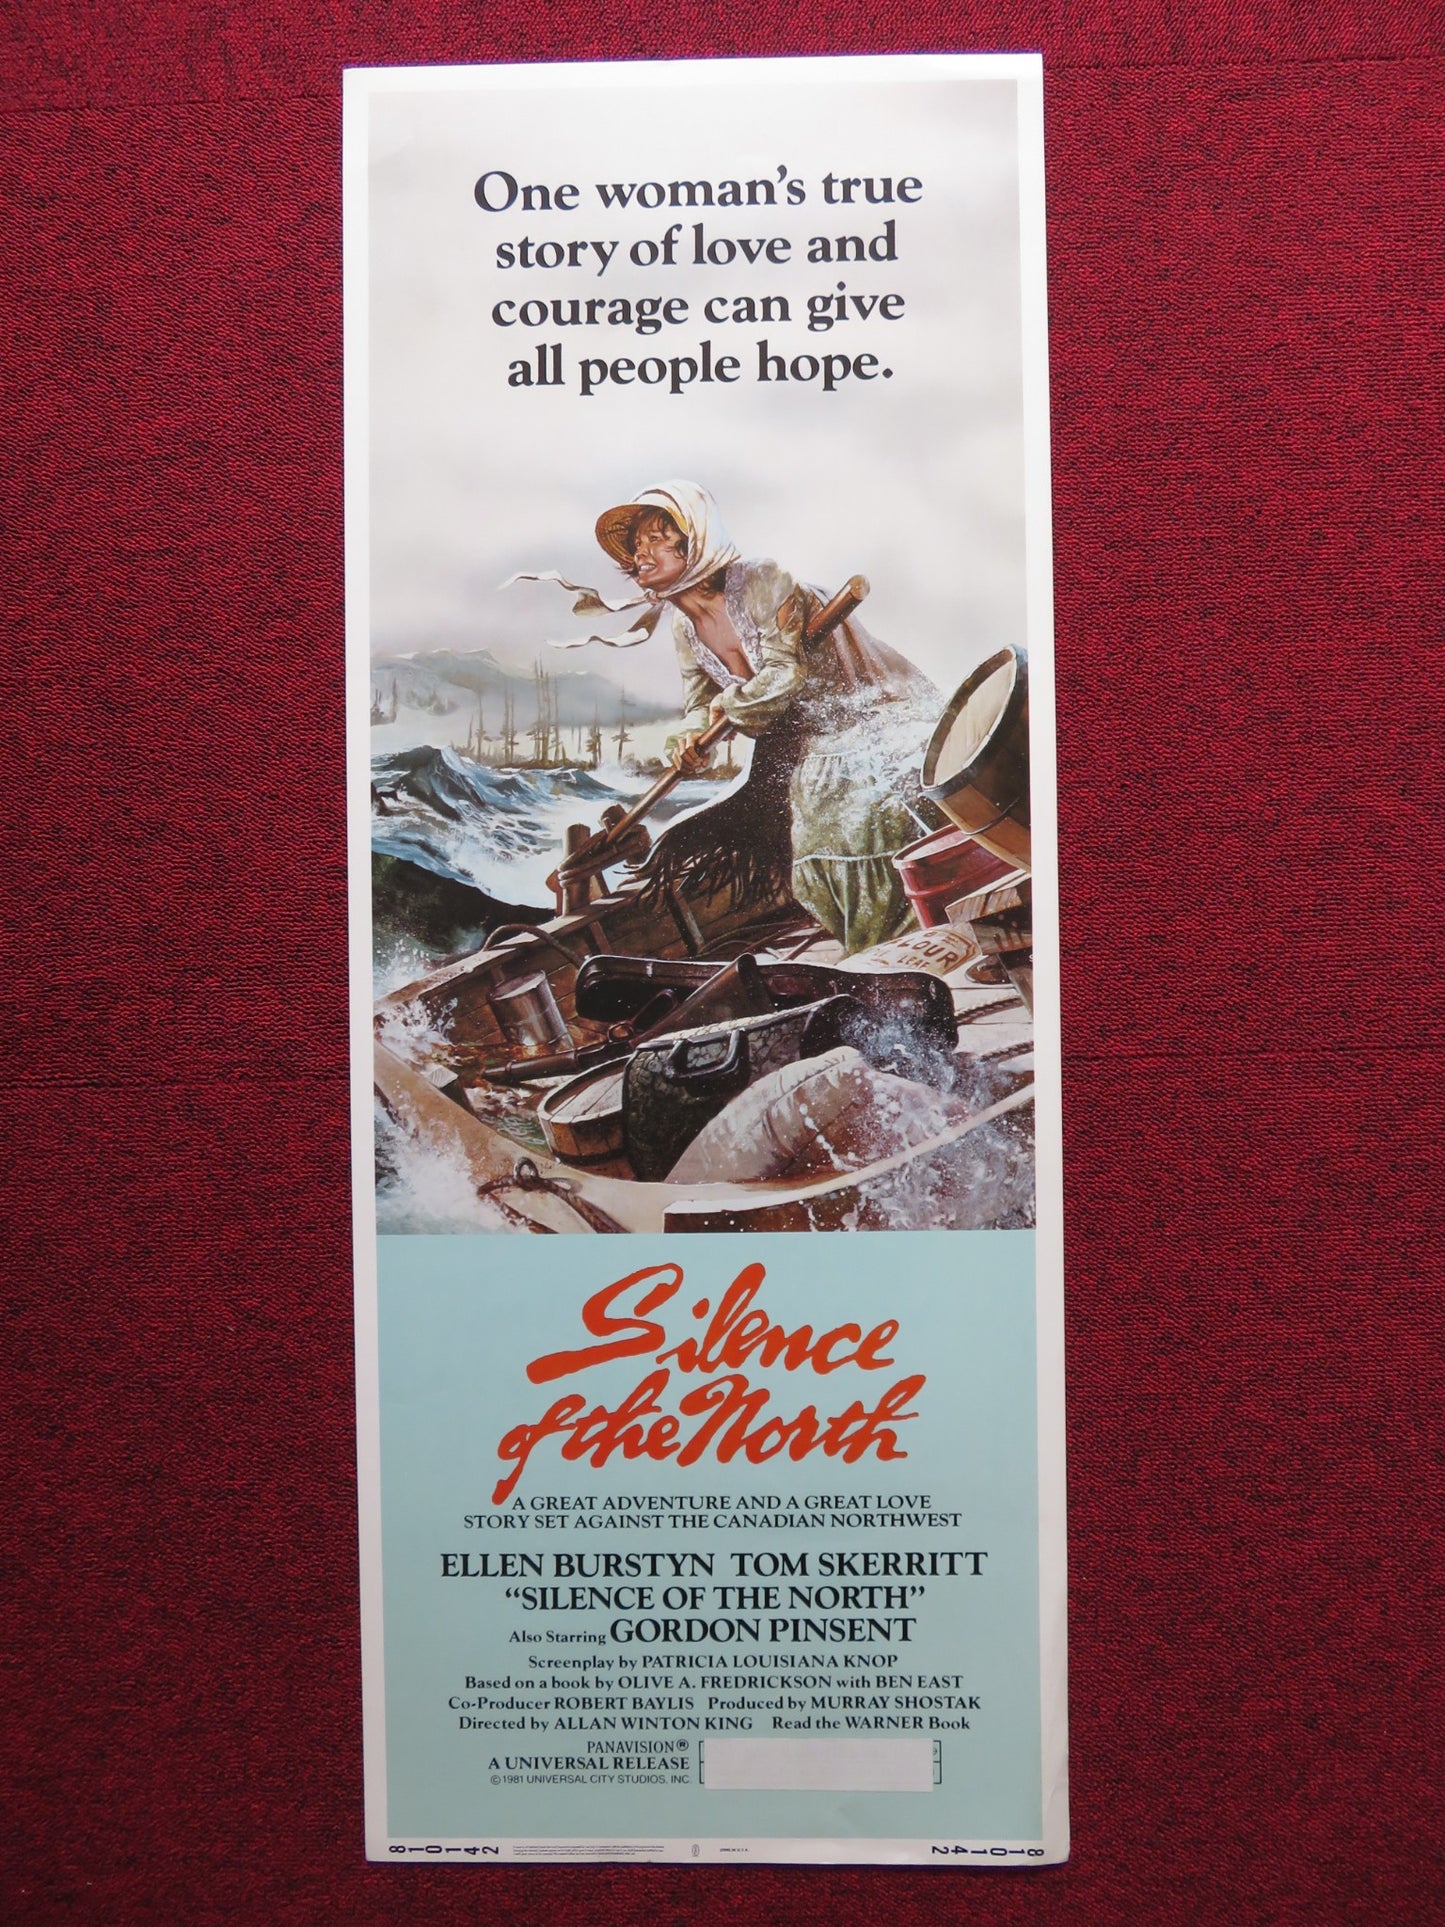 One woman's true
story of love and
courage can give
all people hope.
FLOUR
LEAF
Silence
of the North
A GREAT ADVENTURE AND A GREAT LOVE
STORY SET AGAINST THE CANADIAN NORTHWEST
ELLEN BURSTYN TOM SKERRITT
“SILENCE OF THE NORTH”
Also Starring GORDON PINSENT
Screenplay by PATRICIA LOUISIANA KNOP
Based on a book by OLIVE A. FREDRICKSON with BEN EAST
Co-Producer ROBERT BAYLIS Produced by MURRAY SHOSTAK
Directed by ALLAN WINTON KING Read the WARNER Book
PANAVISION®
A UNIVERSAL RELEASE
©1981 UNIVERSAL CITY STUDIOS, INC.
810142
810142